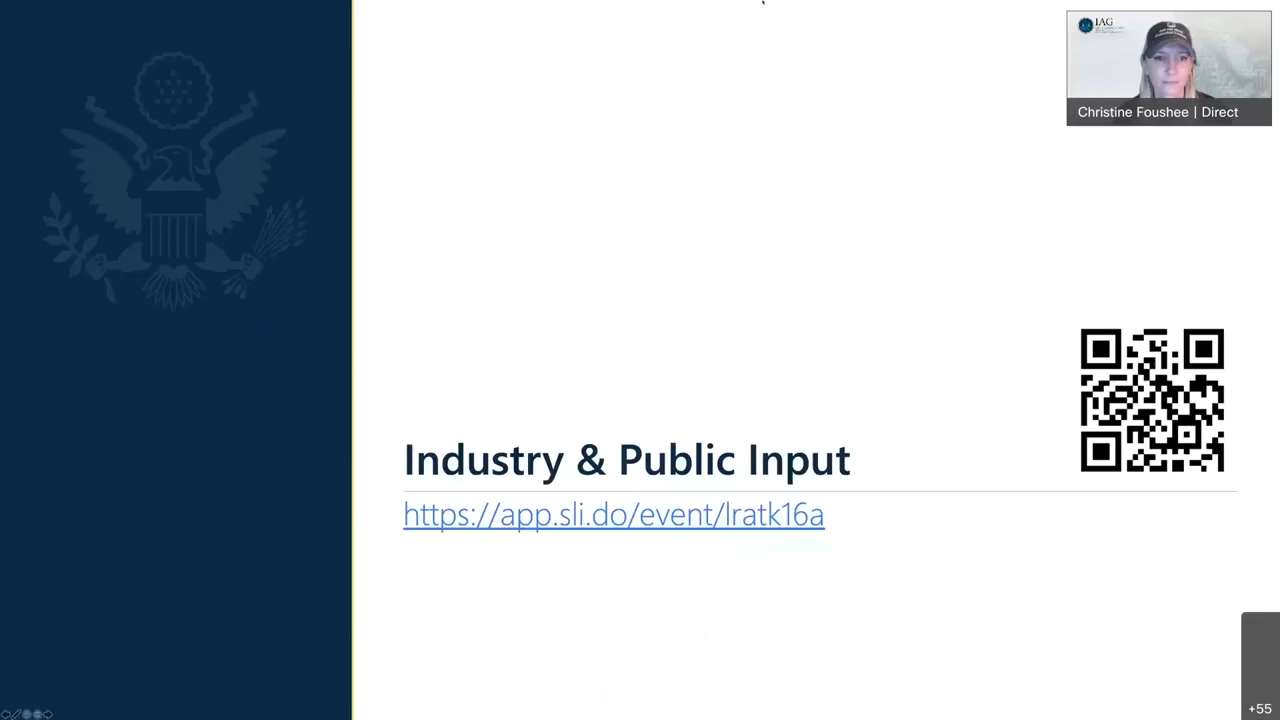 IAG
Christine Foushee | Direct
Industry & Public Input
https://app.sli.do/event/lratk16a
+55